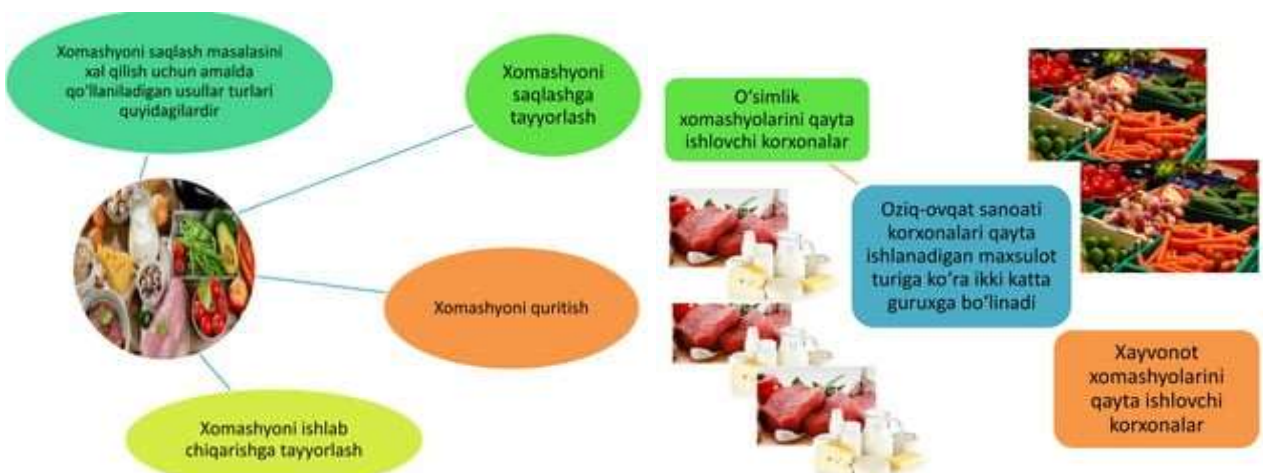 Xomashyoni saqlash masalasini
xal qilish uchun amalda
qo‘llaniladigan usullar turlari
quyidagilardir
Xomashyoni
saqlashga
tayyorlash
Xomashyoni quritish
Xomashyoni ishlab
chiqarishga tayyorlash
O‘simlik
xomashyolarini qayta
ishlovchi korxonalar
Oziq-ovqat sanoati
korxonalari qayta
ishlanadigan maxsulot
turiga ko‘ra ikki katta
guruxga bo‘linadi
Xayvonot
xomashyolarini
qayta ishlovchi
korxonalar